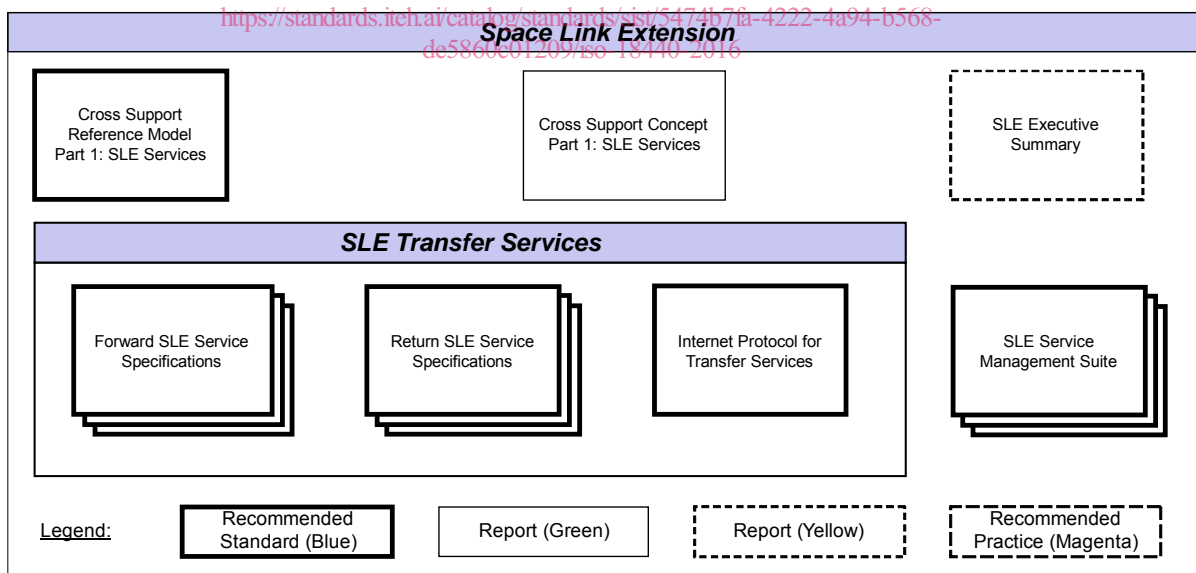 https://standards.iteh.ai/catalog/standards/sist/5474b7fa-4222-4a94-b568-
de5860c01209/iso-18440-2016
Space Link Extension
Cross Support
Reference Model
Part 1: SLE Services
Cross Support Concept
Part 1: SLE Services
SLE Executive
Summary
SLE Transfer Services
Forward SLE Service
Specifications
Return SLE Service
Specifications
Internet Protocol for
Transfer Services
SLE Service
Management Suite
Legend:
Recommended
Standard (Blue)
Report (Green)
Report (Yellow)
Recommended
Practice (Magenta)